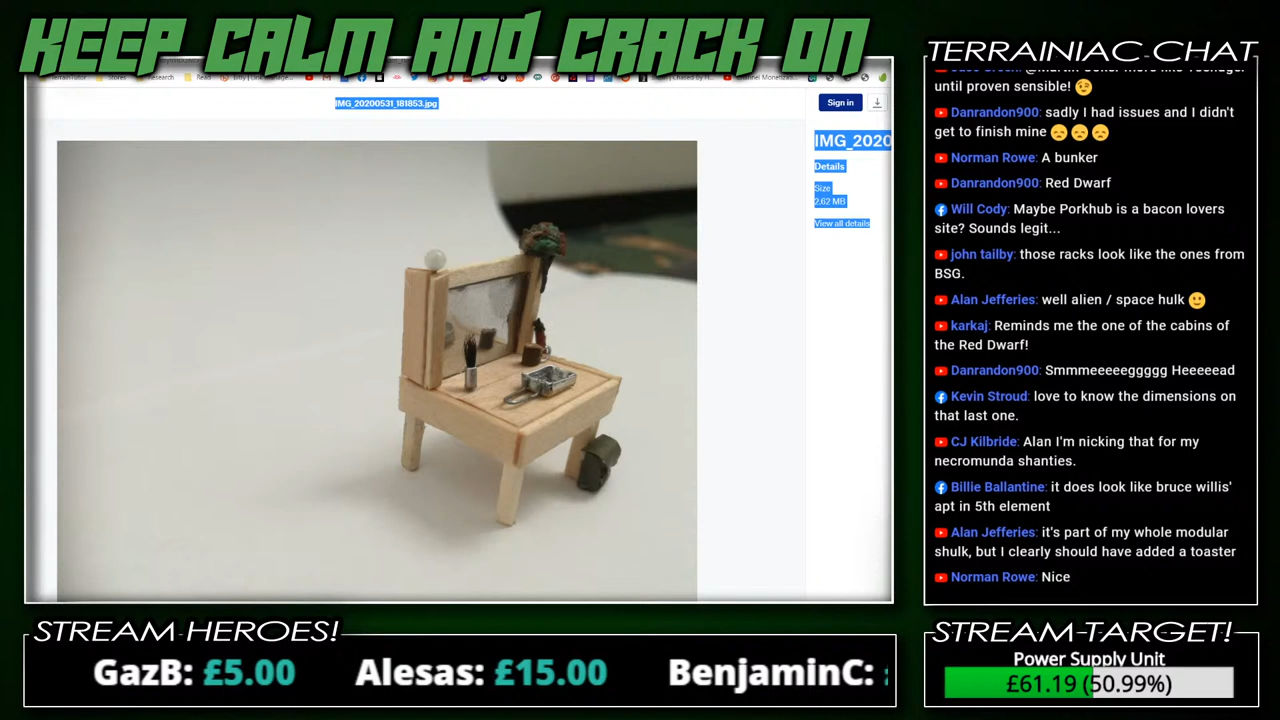 KEEP CALM AND CRACK ON
Stores
Read
IMG_20200531_181853.jpg
Sign in
IMG_2020
Details
Size
2.62 MB
View all details
TERRAINIAC CHAT
until proven sensible!
Danrandon900: sadly I had issues and I didn't
get to finish mine
Norman Rowe: A bunker
Danrandon900: Red Dwarf
Will Cody: Maybe Porkhub is a bacon lovers
site? Sounds legit...
john tailby: those racks look like the ones from
BSG.
Alan Jefferies: well alien / space hulk
karkaj: Reminds me the one of the cabins of
the Red Dwarf!
Danrandon900: Smmmeeeeggggg Heeeeead
Kevin Stroud: love to know the dimensions on
that last one.
CJ Kilbride: Alan I'm nicking that for my
necromunda shanties.
Billie Ballantine: it does look like bruce willis'
apt in 5th element
Alan Jefferies: it's part of my whole modular
shulk, but I clearly should have added a toaster
Norman Rowe: Nice
STREAM HEROES!
GazB: £5.00 Alesas: £15.00 BenjaminC:
STREAM TARGET!
Power Supply Unit
£61.19 (50.99%)